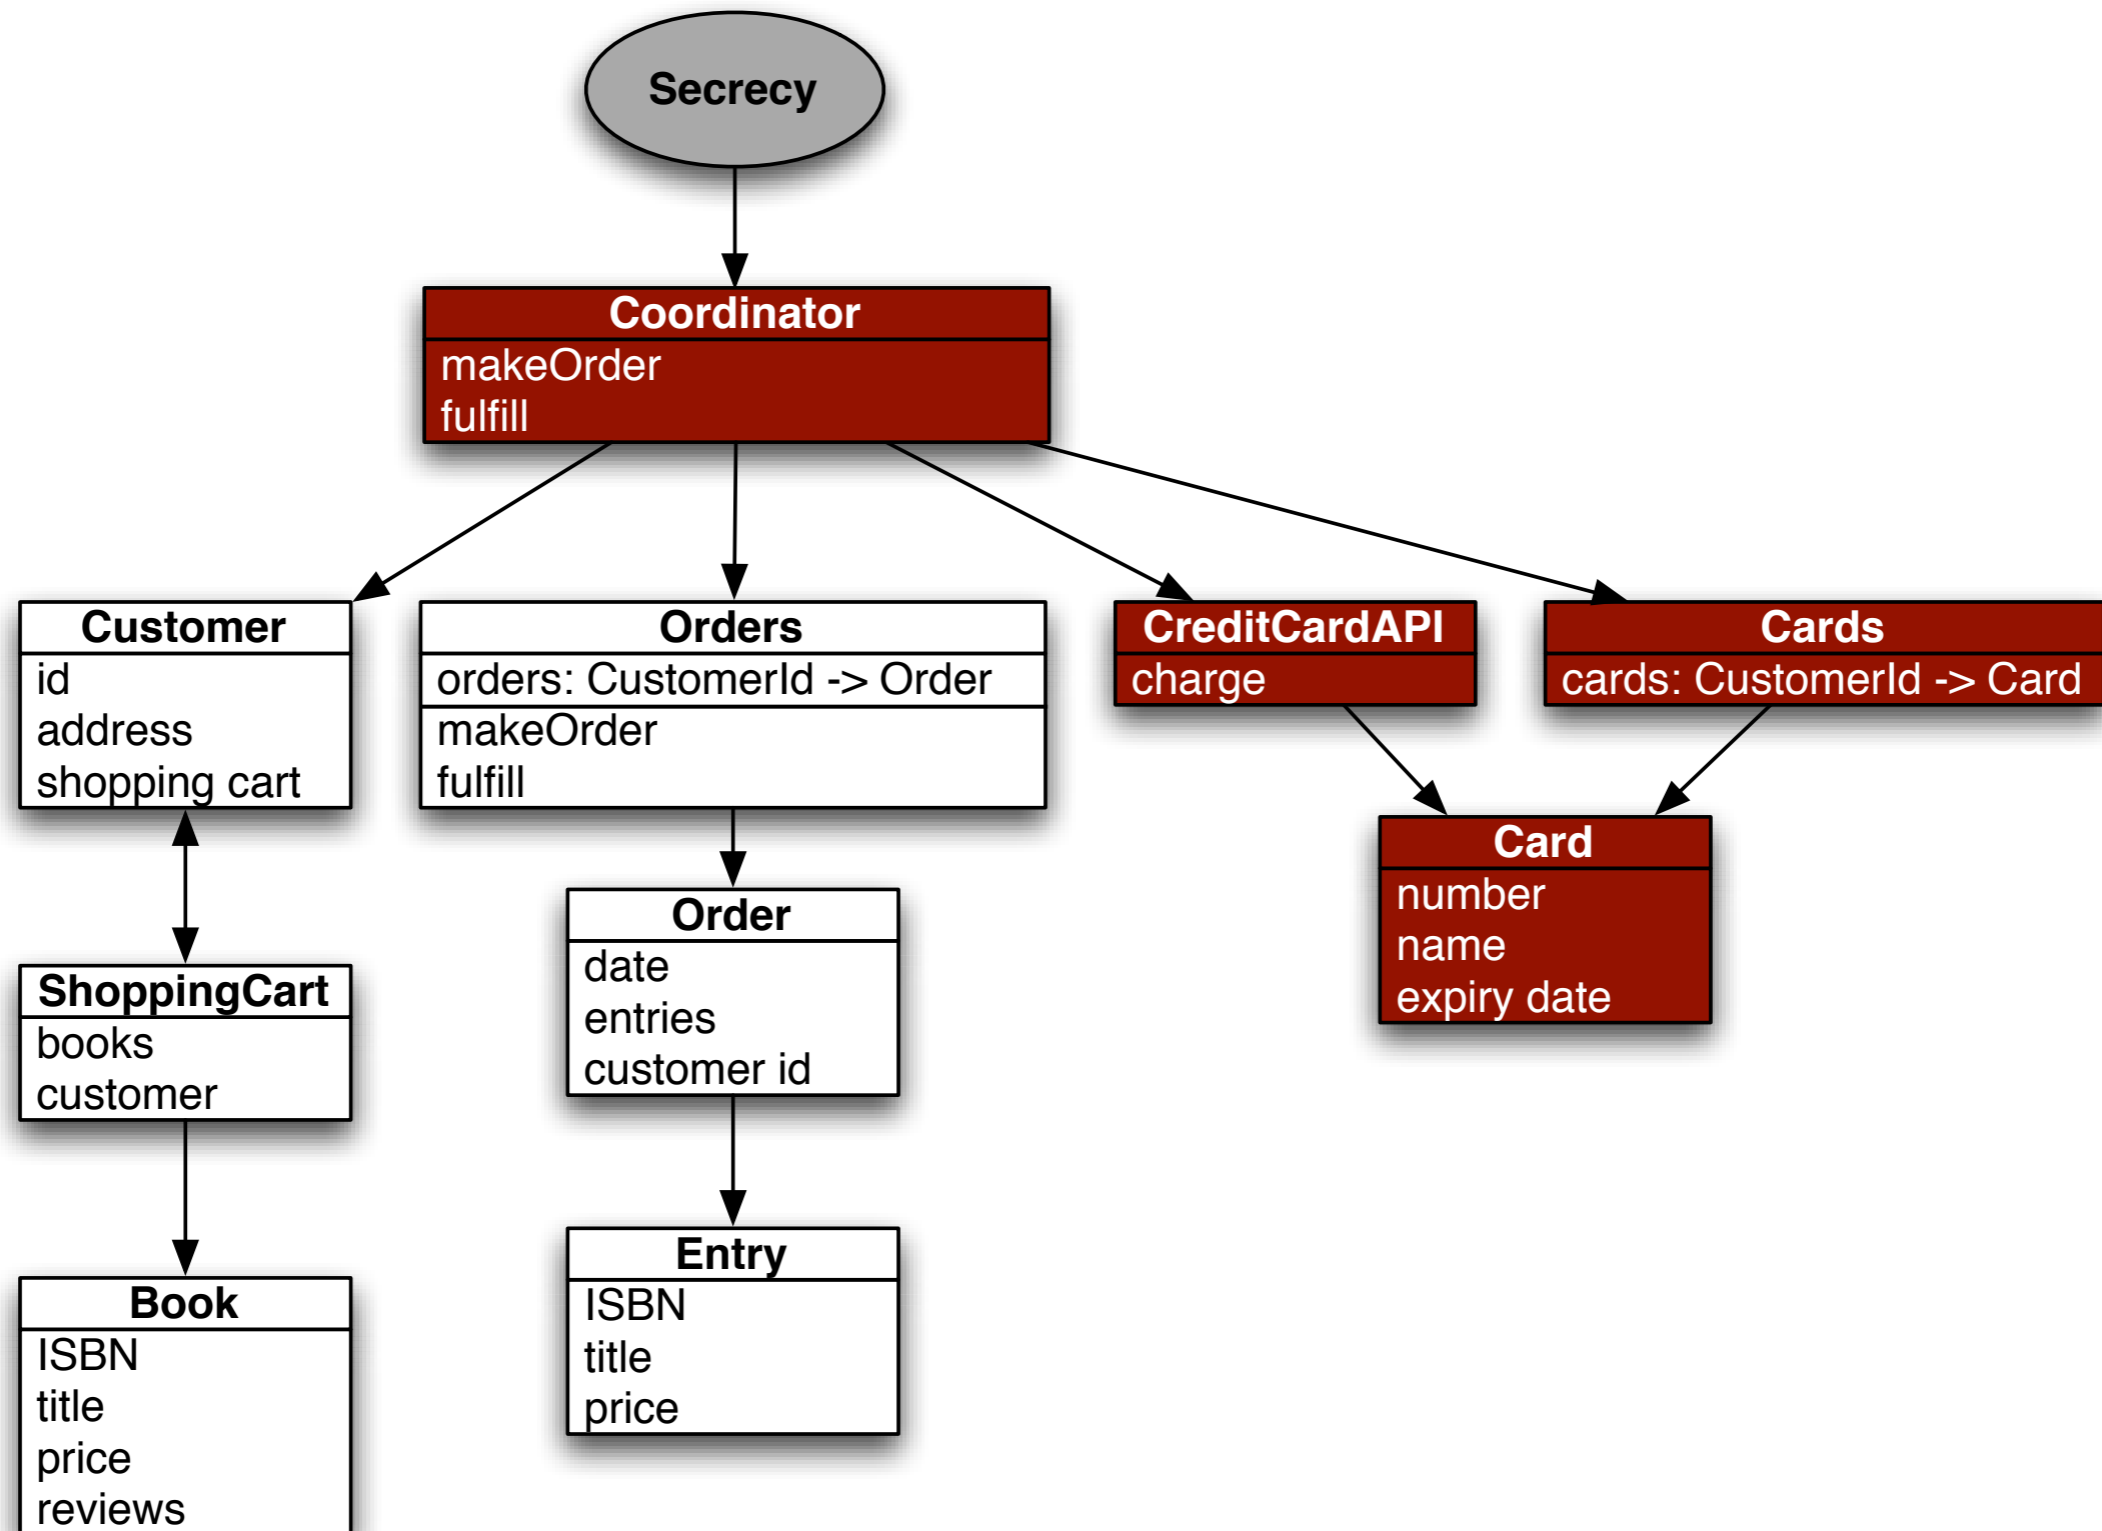 Secrecy
Coordinator
makeOrder
fulfill
Customer
id
address
shopping cart
Orders
orders: CustomerId -> Order
makeOrder
fulfill
CreditCardAPI
charge
Cards
cards: CustomerId -> Card
Card
number
name
expiry date
ShoppingCart
books
customer
Order
date
entries
customer id
Book
ISBN
title
price
reviews
Entry
ISBN
title
price